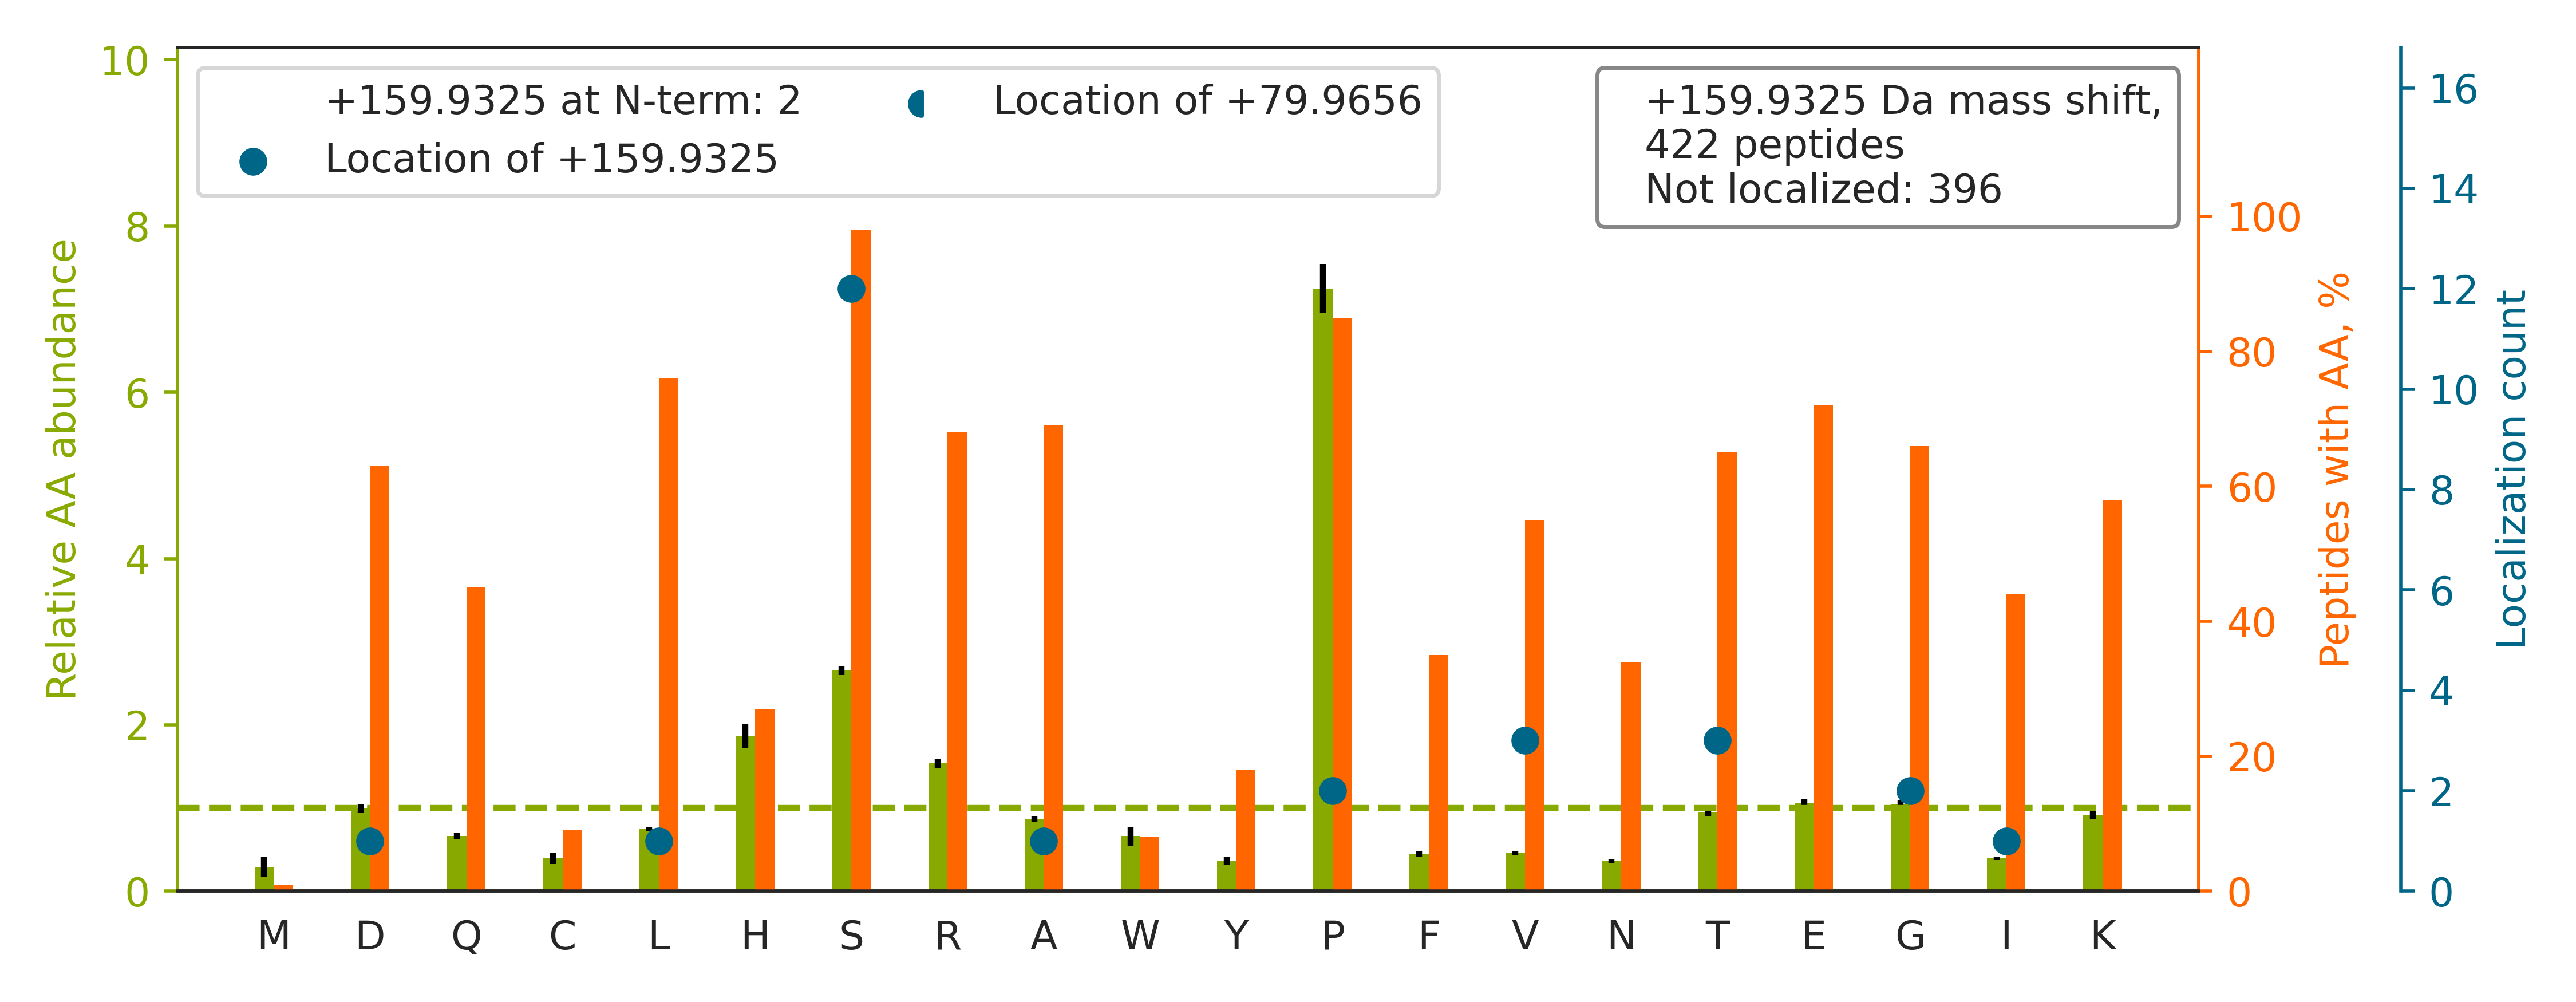 +159.9325 at N-term: 2
Location of +159.9325
Location of +79.9656
+159.9325 Da mass shift,
422 peptides
Not localized: 396
Relative AA abundance
10
8
6
4
2
0
M D Q C L H S R A W Y P F V N T E G I K
100
80
60
40
20
0
Peptides with AA, %
16
14
12
10
8
6
4
2
0
Localization count